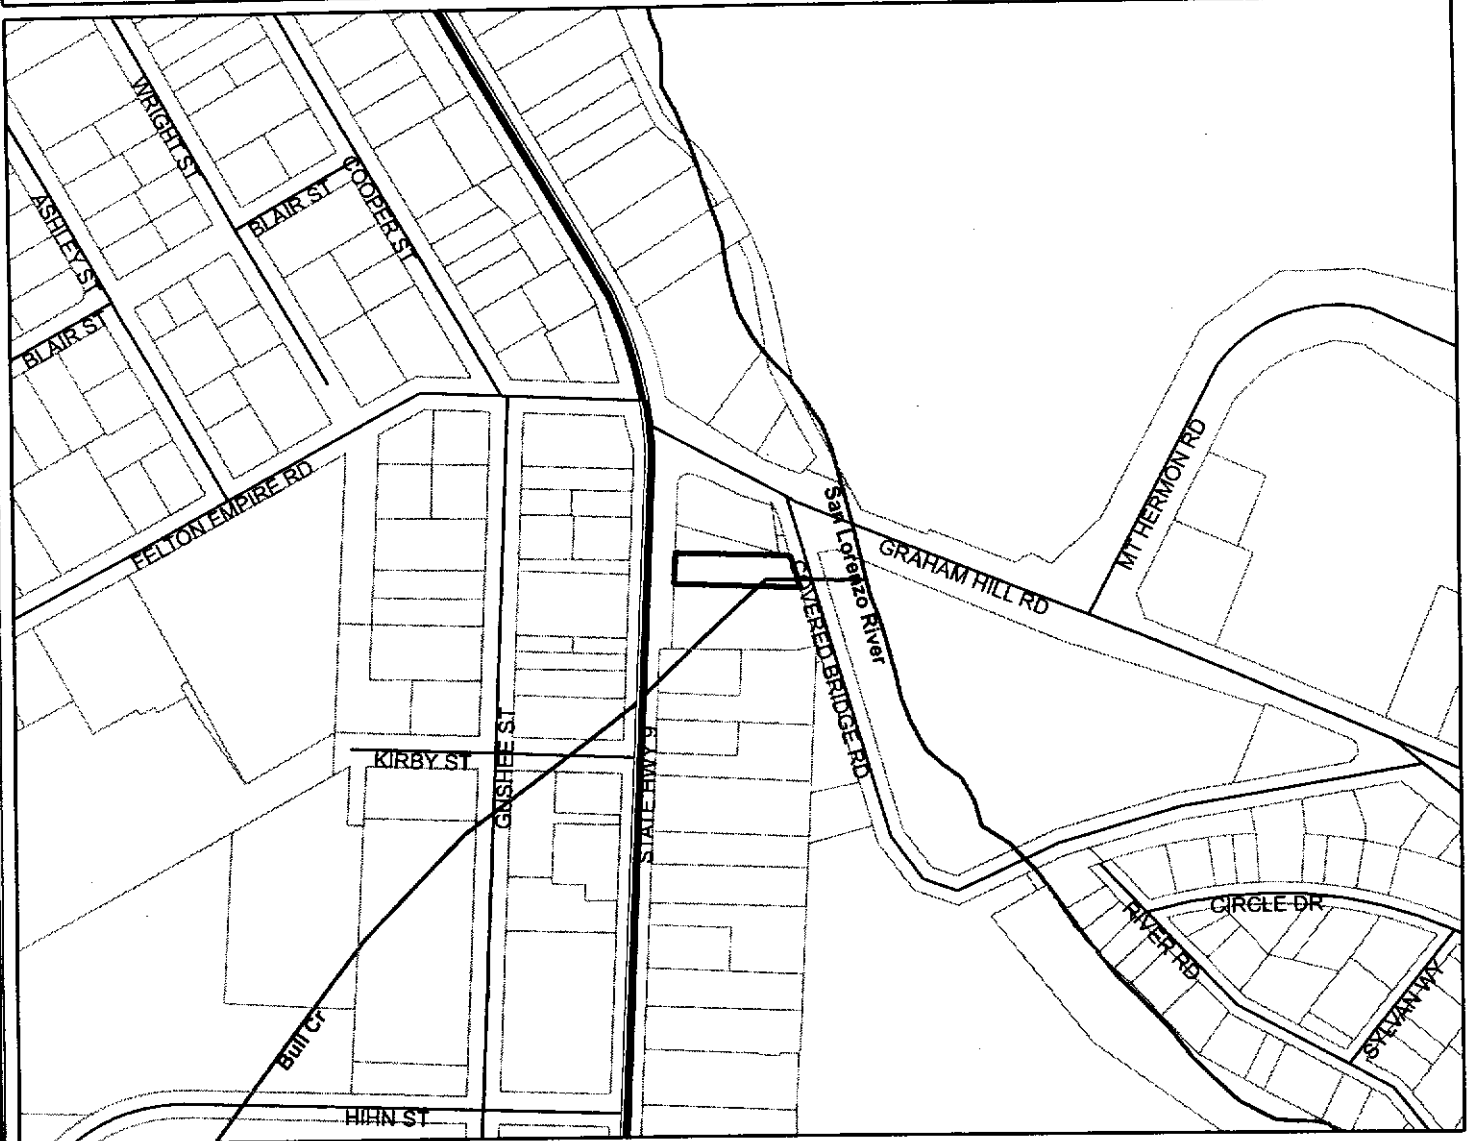 WRIGHT ST
COOPER ST
BLAIR ST
ASHLEY ST
BLAIR ST
FELTON EMPIRE RD
MT HERMON RD
San Lorenzo River
GRAHAM HILL RD
COVERED BRIDGE RD
GUSHEE ST
KIRBY ST
STATE HWY 9
CIRCLE DR
RIVER RD
SYLVAN WY
Bull Cr
HIHN ST